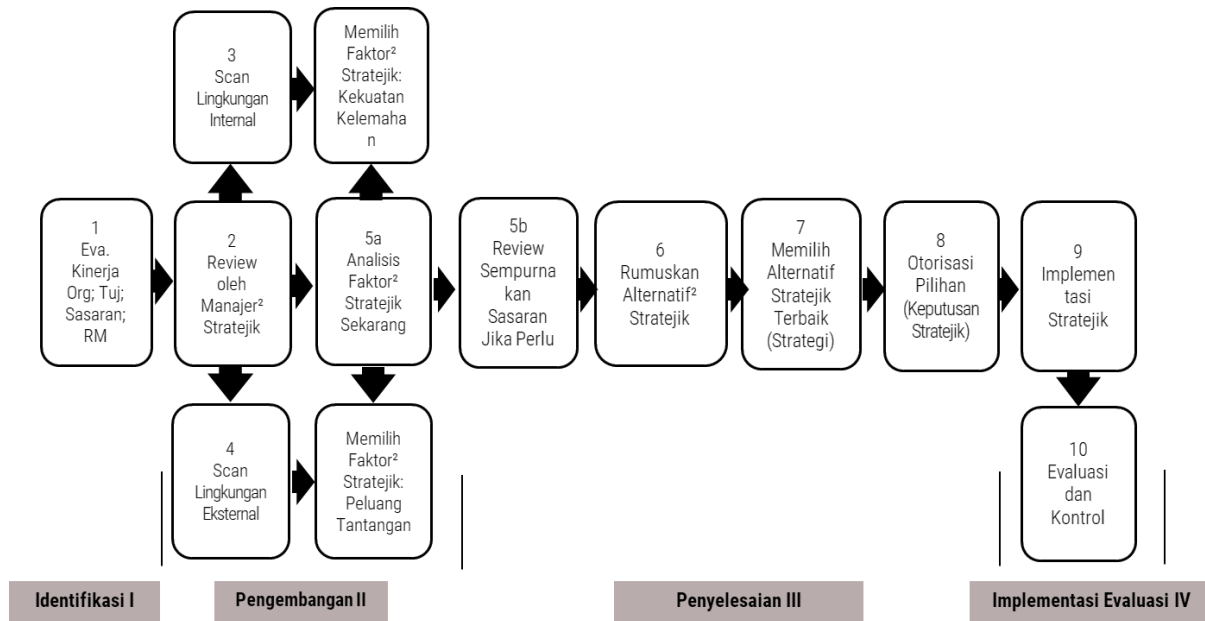 3
Scan
Lingkungan
Internal
Memilih
Faktor²
Stratejik:
Kekuatan
Kelemaha
n
1
Eva.
Kinerja
Org; Tuj;
Sasaran;
RM
2
Review
oleh
Manajer²
Stratejik
5a
Analisis
Faktor²
Stratejik
Sekarang
5b
Review
Sempurna
kan
Sasaran
Jika Perlu
6
Rumuskan
Alternatif²
Stratejik
7
Memilih
Alternatif
Stratejik
Terbaik
(Strategi)
8
Otorisasi
Pilihan
(Keputusan
Stratejik)
9
Implemen
tasi
Stratejik
4
Scan
Lingkungan
Eksternal
Memilih
Faktor²
Stratejik:
Peluang
Tantangan
10
Evaluasi
dan
Kontrol
Identifikasi I
Pengembangan II
Penyelesaian III
Implementasi Evaluasi IV